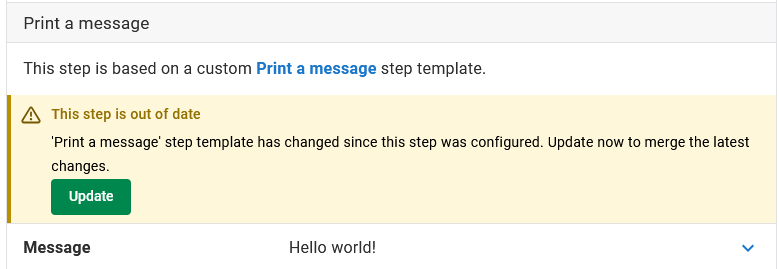 Print a message
This step is based on a custom Print a message step template.
This step is out of date
'Print a message' step template has changed since this step was configured. Update now to merge the latest
changes.
Update
Message Hello world!